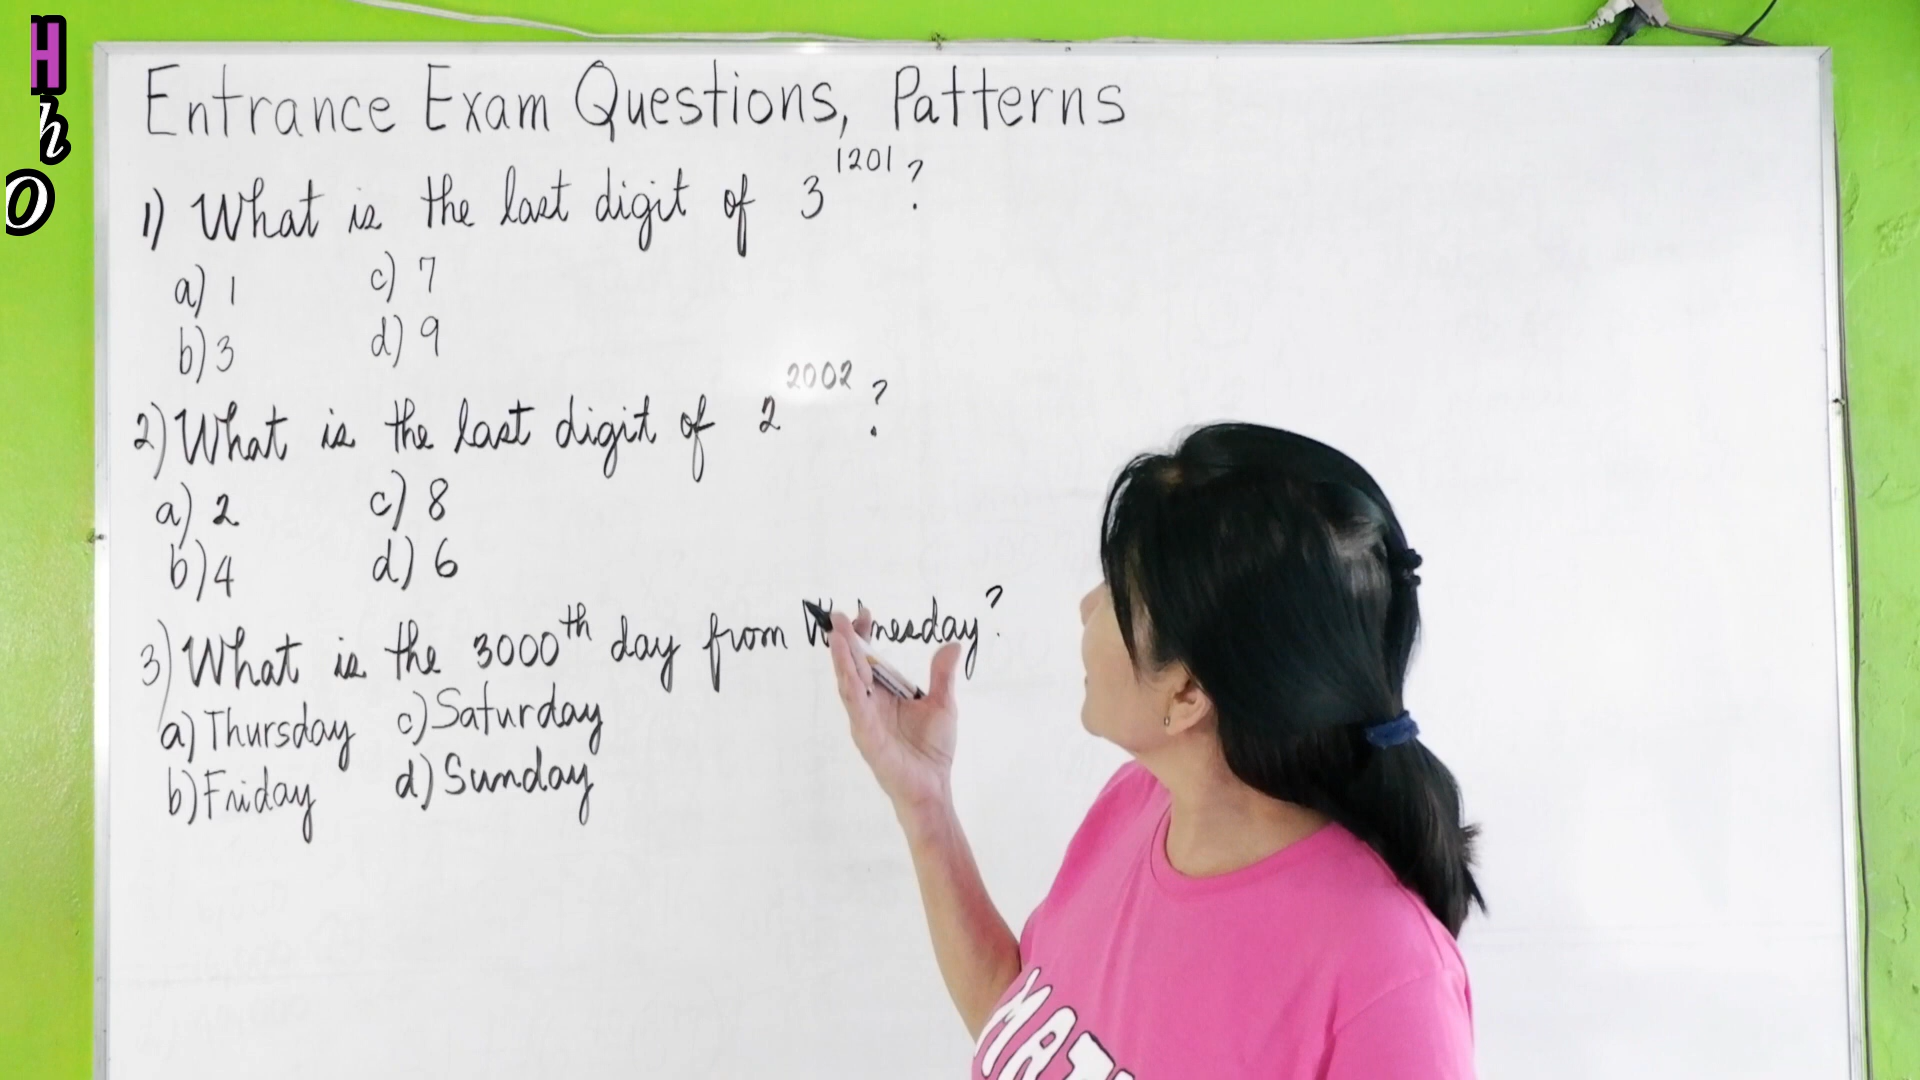 H
h
O
Entrance Exam Questions, Patterns
1) What is the last digit of 3^1201?
a) 1 c) 7
b) 3 d) 9
2) What is the last digit of 2^2002?
a) 2 c) 8
b) 4 d) 6
3) What is the 3000th day from Wednesday?
a) Thursday c) Saturday
b) Friday d) Sunday